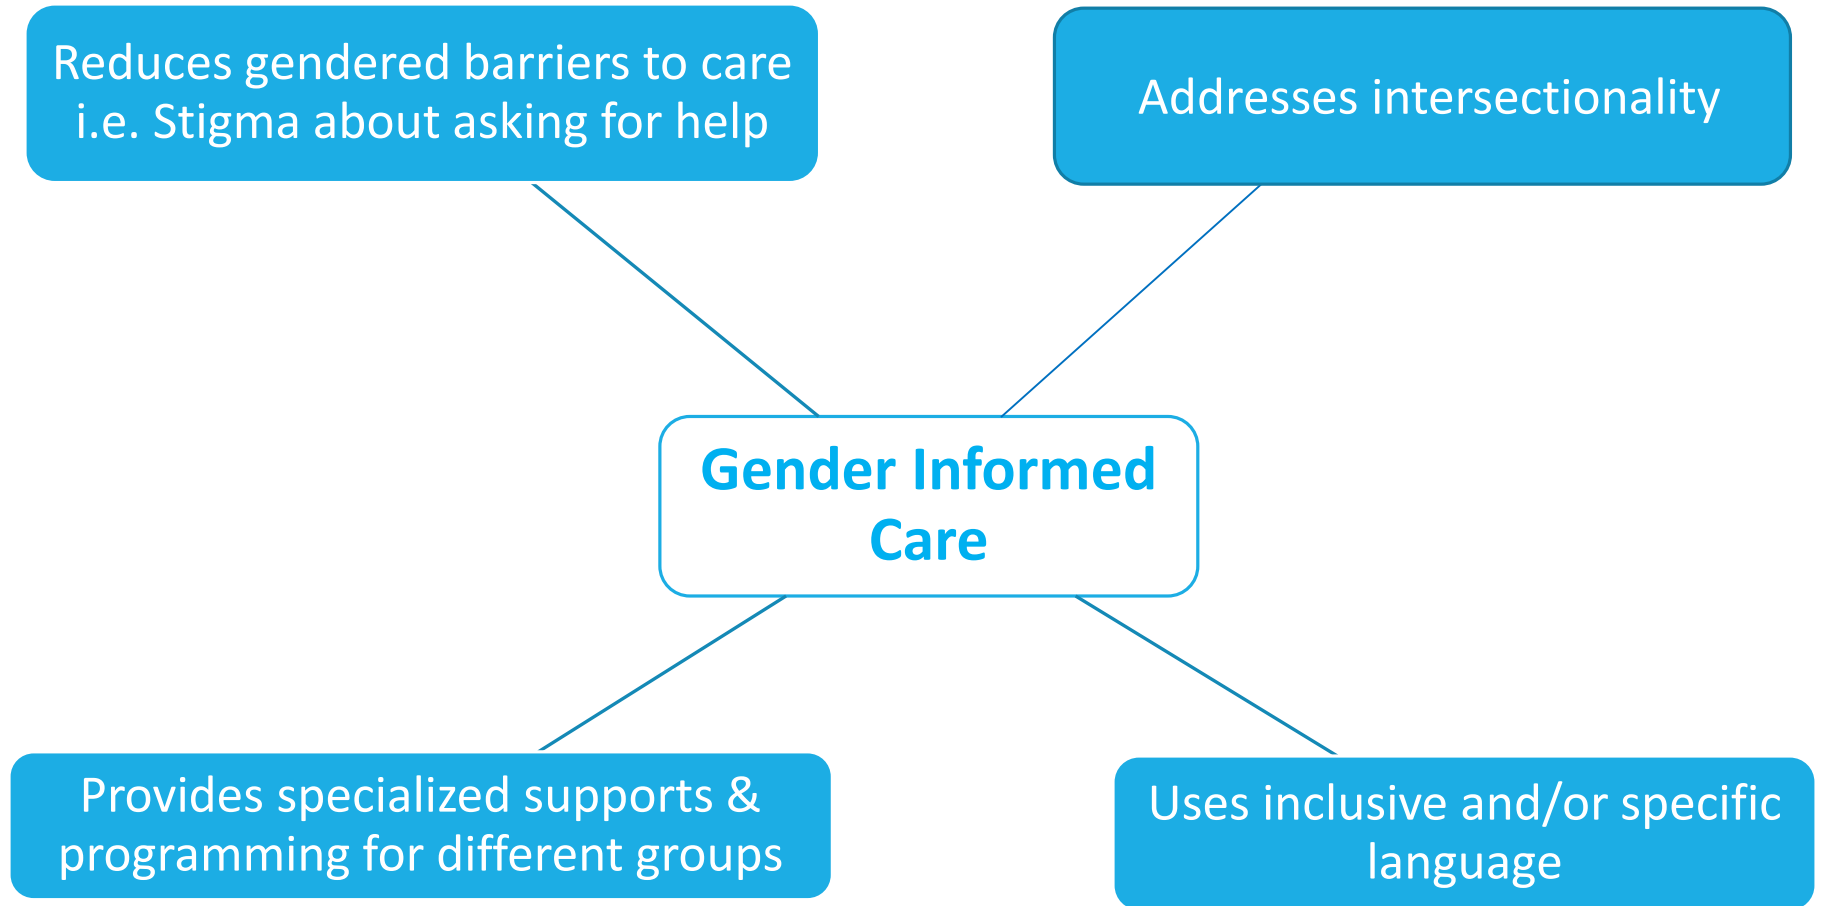 Reduces gendered barriers to care
i.e. Stigma about asking for help
Addresses intersectionality
Gender Informed
Care
Provides specialized supports &
programming for different groups
Uses inclusive and/or specific
language